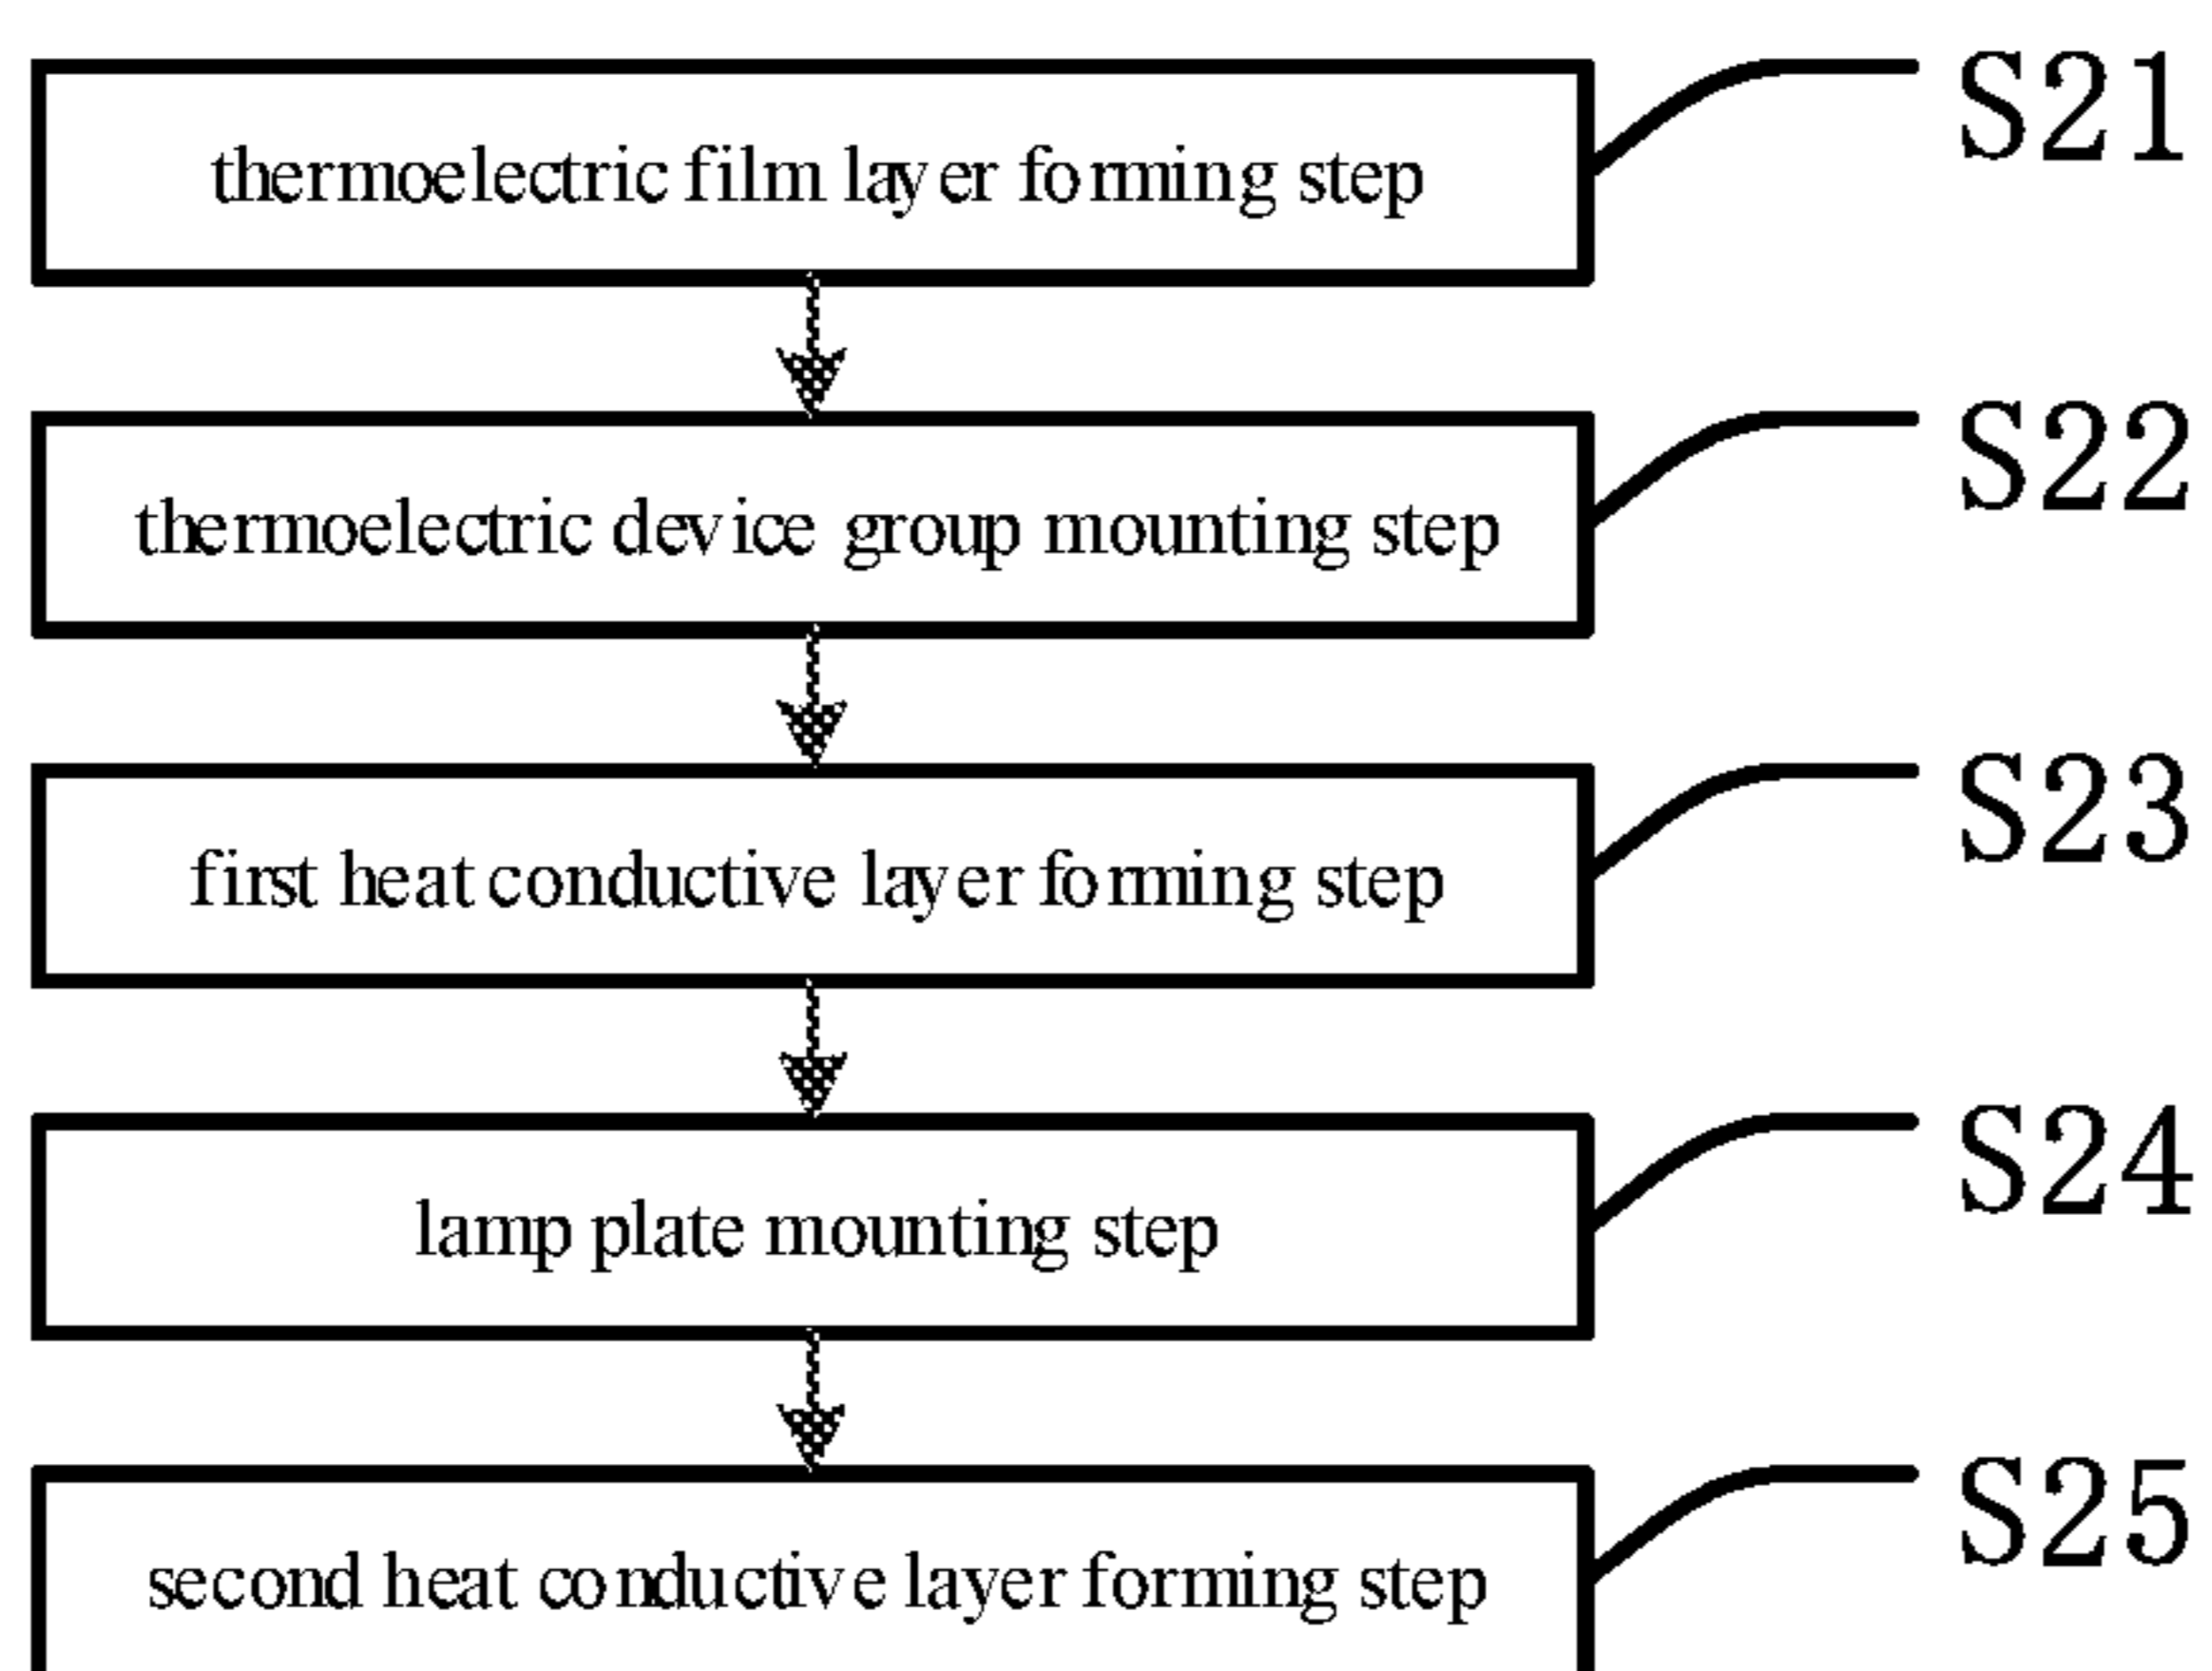 thermoelectric film layer forming step
S21
thermoelectric device group mounting step
S22
first heat conductive layer forming step
S23
lamp plate mounting step
S24
second heat conductive layer forming step
S25